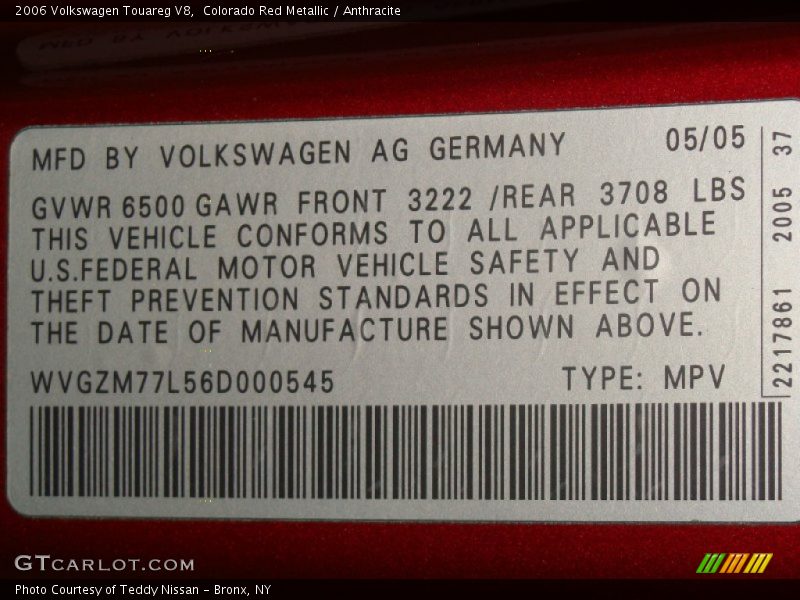 2006 Volkswagen Touareg V8,  Colorado Red Metallic / Anthracite
MFD BY VOLKSWAGEN AG GERMANY 05/05
GVWR 6500 GAWR FRONT 3222 /REAR 3708 LBS
THIS VEHICLE CONFORMS TO ALL APPLICABLE
U.S.FEDERAL MOTOR VEHICLE SAFETY AND
THEFT PREVENTION STANDARDS IN EFFECT ON
THE DATE OF MANUFACTURE SHOWN ABOVE.
WVGZM77L56D000545 TYPE: MPV
2217861 2005 37
GTCARLOT.COM
Photo Courtesy of Teddy Nissan - Bronx, NY